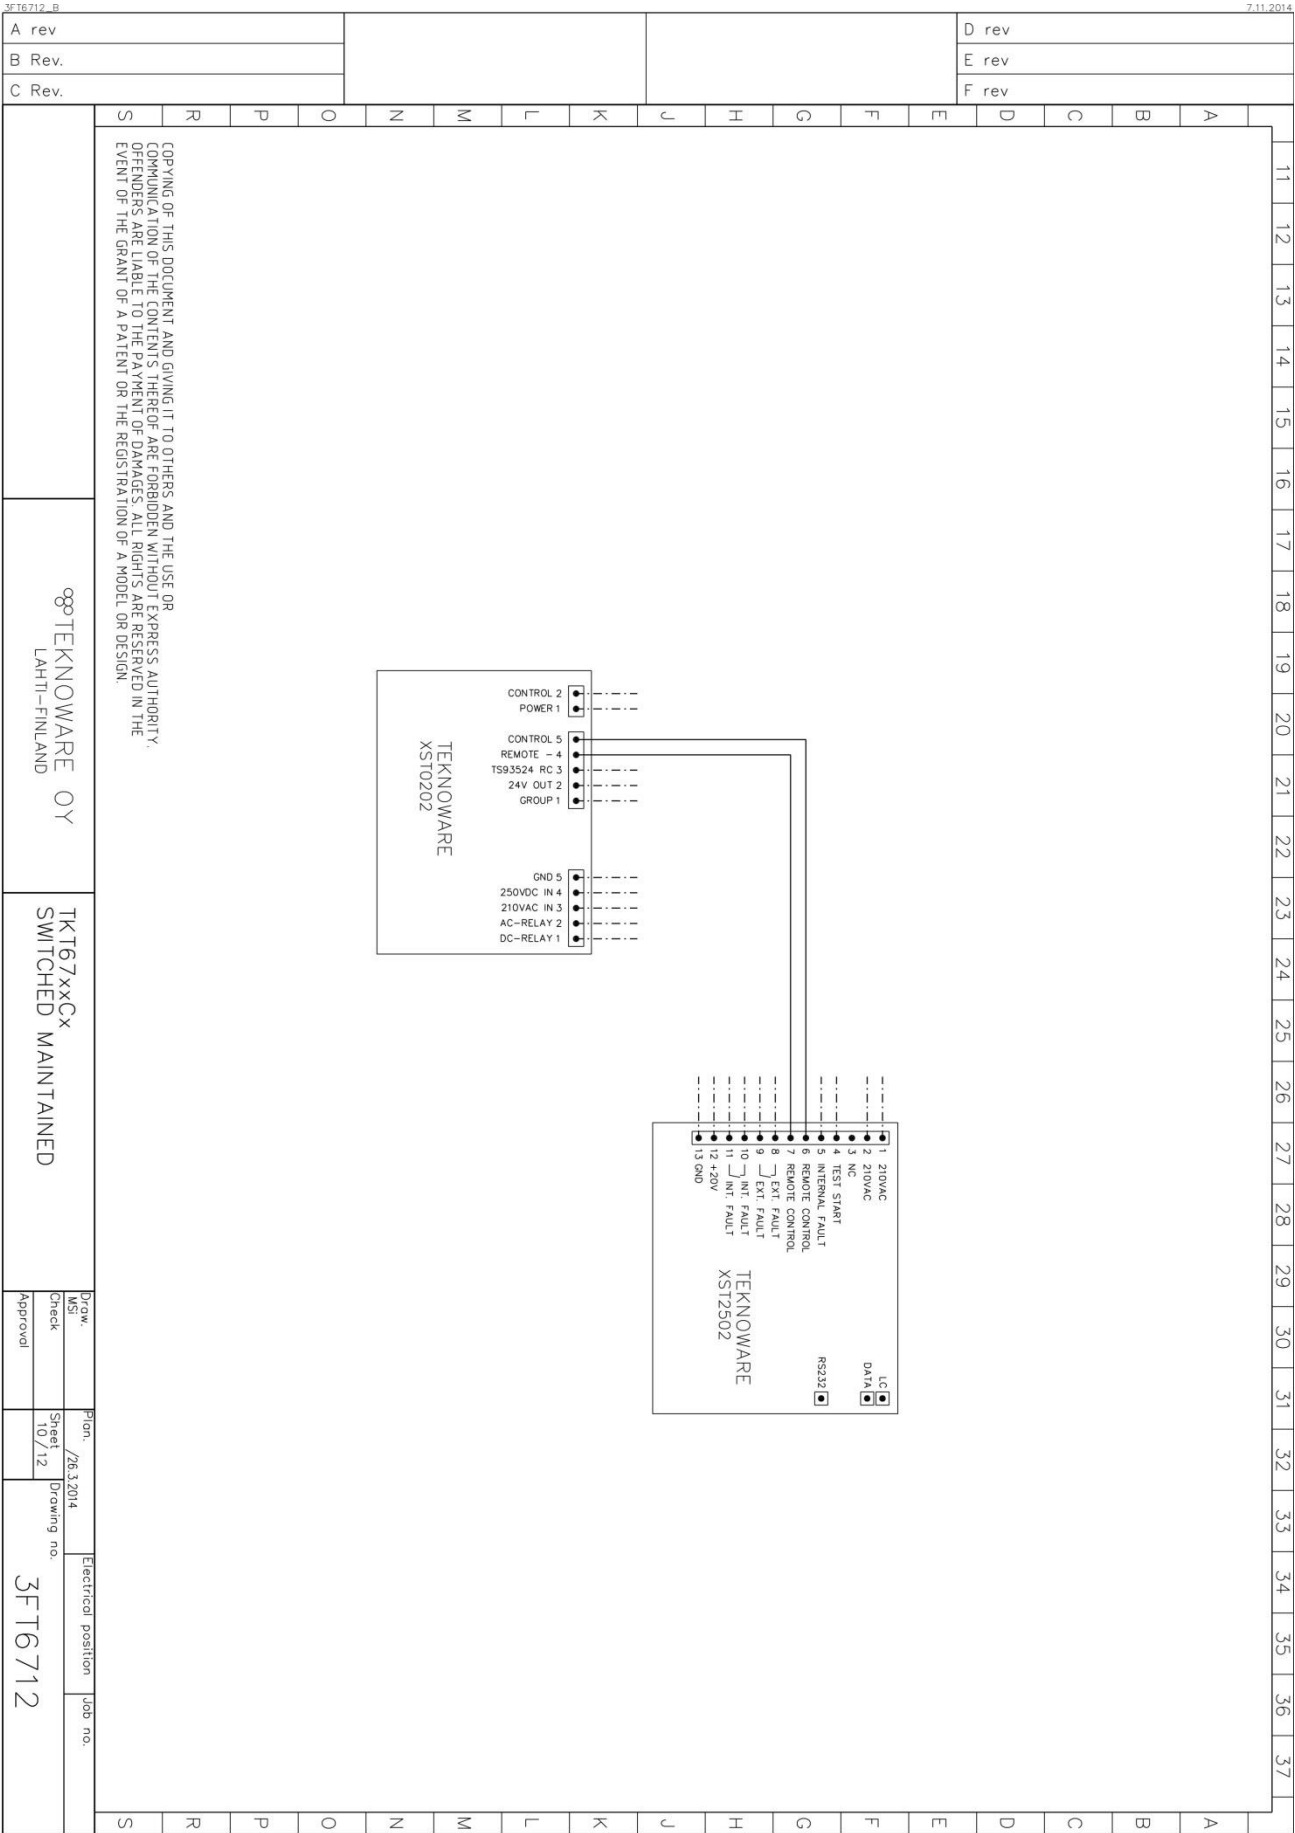 3FT6712_B
7.11.2014
A rev
B Rev.
C Rev.
D rev
E rev
F rev
S R P O N M L K J H G F E D C B A
11
12
13
14
15
16
17
18
19
20
21
22
23
24
25
26
27
28
29
30
31
32
33
34
35
36
37
COPYING OF THIS DOCUMENT AND GIVING IT TO OTHERS AND THE USE OR
COMMUNICATION OF THE CONTENTS THEREOF ARE FORBIDDEN WITHOUT EXPRESS AUTHORITY.
OFFENDERS ARE LIABLE TO THE PAYMENT OF DAMAGES. ALL RIGHTS ARE RESERVED IN THE
EVENT OF THE GRANT OF A PATENT OR THE REGISTRATION OF A MODEL OR DESIGN.
CONTROL 2
POWER 1
CONTROL 5
REMOTE - 4
TS93524 RC 3
24V OUT 2
GROUP 1
GND 5
250VDC IN 4
210VAC IN 3
AC-RELAY 2
DC-RELAY 1
TEKNOWARE
XST0202
1 210VAC
2 210VAC
3 NC
4 TEST START
5 INTERNAL FAULT
6 REMOTE CONTROL
7 REMOTE CONTROL
8 EXT. FAULT
9 EXT. FAULT
10 INT. FAULT
11 INT. FAULT
12 +20V
13 GND
TEKNOWARE
XST2502
LC
DATA
RS232
TEKNOWARE OY
LAHTI-FINLAND
TKT67xxCx
SWITCHED MAINTAINED
Draw.
MSi
Check
Approval
Plan.
/26.3.2014
Sheet
10/12
Electrical position
Job no.
Drawing no.
3FT6712
S R P O N M L K J H G F E D C B A